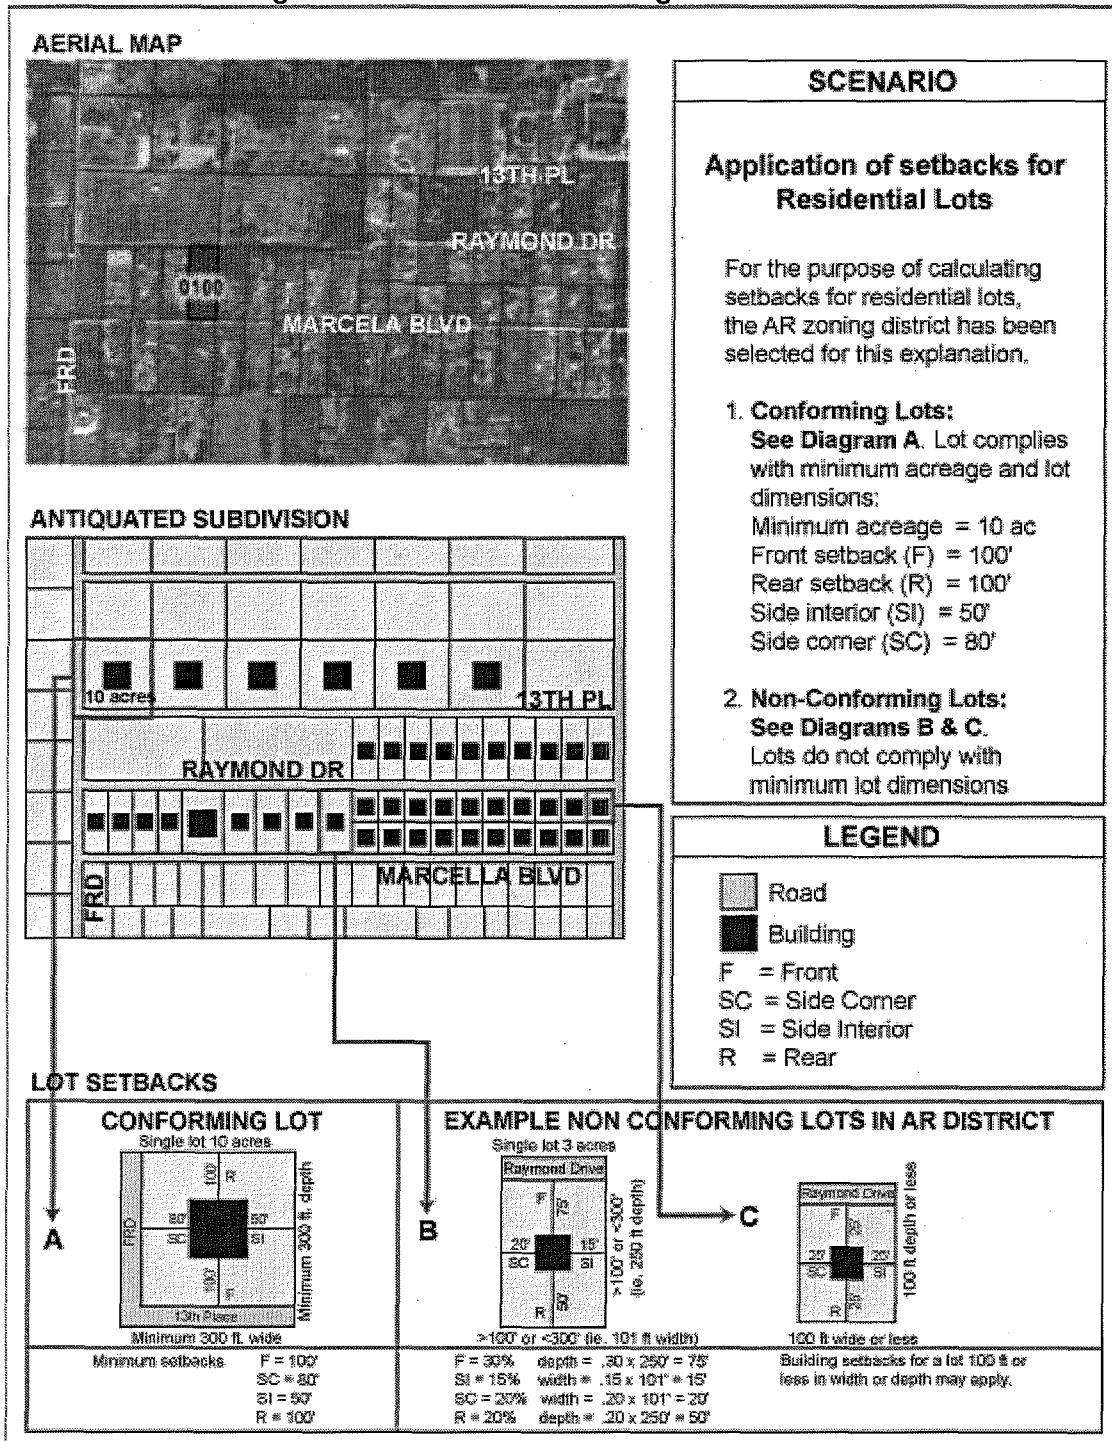 AERIAL MAP
13TH PL
RAYMOND DR
0100
MARCELA BLVD
FRD
SCENARIO
Application of setbacks for
Residential Lots
For the purpose of calculating
setbacks for residential lots,
the AR zoning district has been
selected for this explanation.
1. Conforming Lots:
See Diagram A. Lot complies
with minimum acreage and lot
dimensions:
Minimum acreage = 10 ac
Front setback (F) = 100'
Rear setback (R) = 100'
Side interior (SI) = 50'
Side corner (SC) = 80'
2. Non-Conforming Lots:
See Diagrams B & C.
Lots do not comply with
minimum lot dimensions
ANTIQUATED SUBDIVISION
10 acres
13TH PL
RAYMOND DR
MARCELLA BLVD
FRD
LEGEND
Road
Building
F = Front
SC = Side Corner
SI = Side Interior
R = Rear
LOT SETBACKS
CONFORMING LOT
Single lot 10 acres
A
FRD
100'
R
80'
SC
50'
SI
100'
F
13th Place
Minimum 300 ft. depth
Minimum 300 ft. wide
Minimum setbacks F = 100'
SC = 80'
SI = 50'
R = 100'
EXAMPLE NON CONFORMING LOTS IN AR DISTRICT
Single lot 3 acres
B
Raymond Drive
F
75'
20'
SC
15'
SI
R
50'
>100' or <300'
(ie. 250 ft depth)
>100' or <300' (ie. 101 ft width)
F = 30% depth = .30 x 250' = 75'
SI = 15% width = .15 x 101' = 15'
SC = 20% width = .20 x 101' = 20'
R = 20% depth = .20 x 250' = 50'
C
Raymond Drive
F
25'
25'
SC
25'
SI
R
25'
100 ft depth or less
100 ft wide or less
Building setbacks for a lot 100 ft or
less in width or depth may apply.